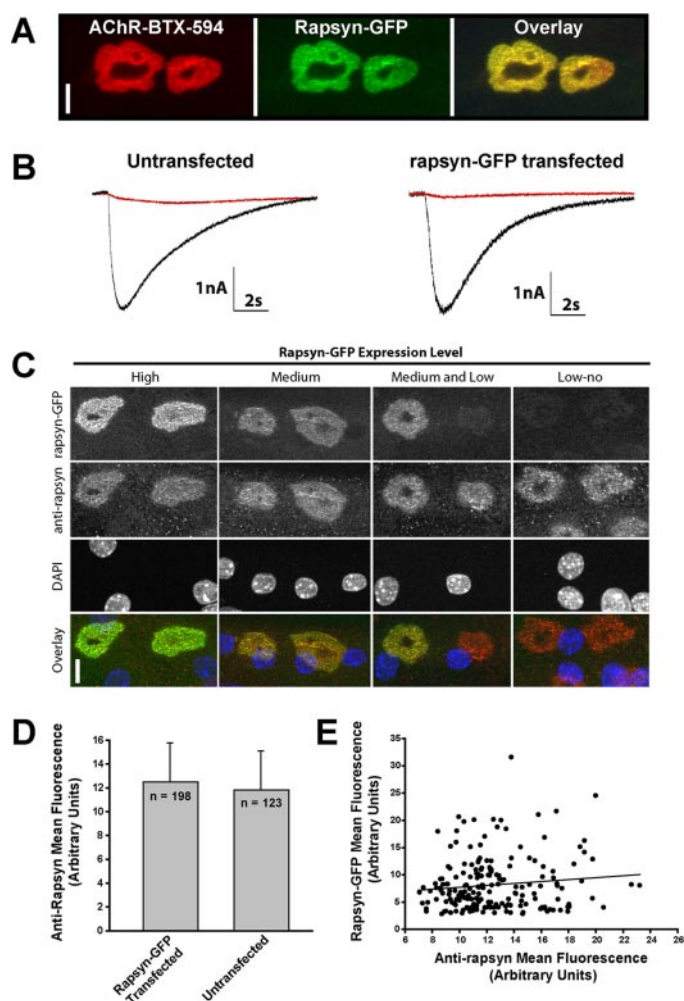 A
AChR-BTX-594 Rapsyn-GFP Overlay
B
Untransfected rapsyn-GFP transfected
1nA 2s 1nA 2s
C
Rapsyn-GFP Expression Level
High Medium Medium and Low Low-no
rapsyn-GFP
anti-rapsyn
DAPI
Overlay
D
Anti-Rapsyn Mean Fluorescence
(Arbitrary Units)
16
14
12
10
8
6
4
2
0
n = 198 n = 123
Rapsyn-GFP
Transfected
Untransfected
E
Rapsyn-GFP Mean Fluorescence
(Arbitrary Units)
35
30
25
20
15
10
5
0
6 8 10 12 14 16 18 20 22 24 26
Anti-rapsyn Mean Fluorescence
(Arbitrary Units)